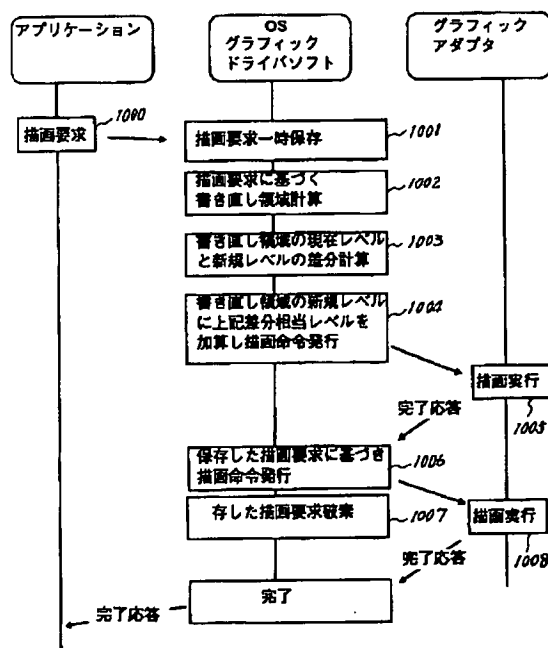 アプリケーション
OS
グラフィック
ドライバソフト
グラフィック
アダプタ
描画要求
1000
描画要求一時保存
1001
描画要求に基づく
書き直し領域計算
1002
書き直し領域の現在レベル
と新規レベルの差分計算
1003
書き直し領域の新規レベル
に上記差分相当レベルを
加算し描画命令発行
1004
描画実行
1005
完了応答
保存した描画要求に基づき
描画命令発行
1006
存した描画要求破棄
1007
描画実行
1008
完了応答
完了
完了応答